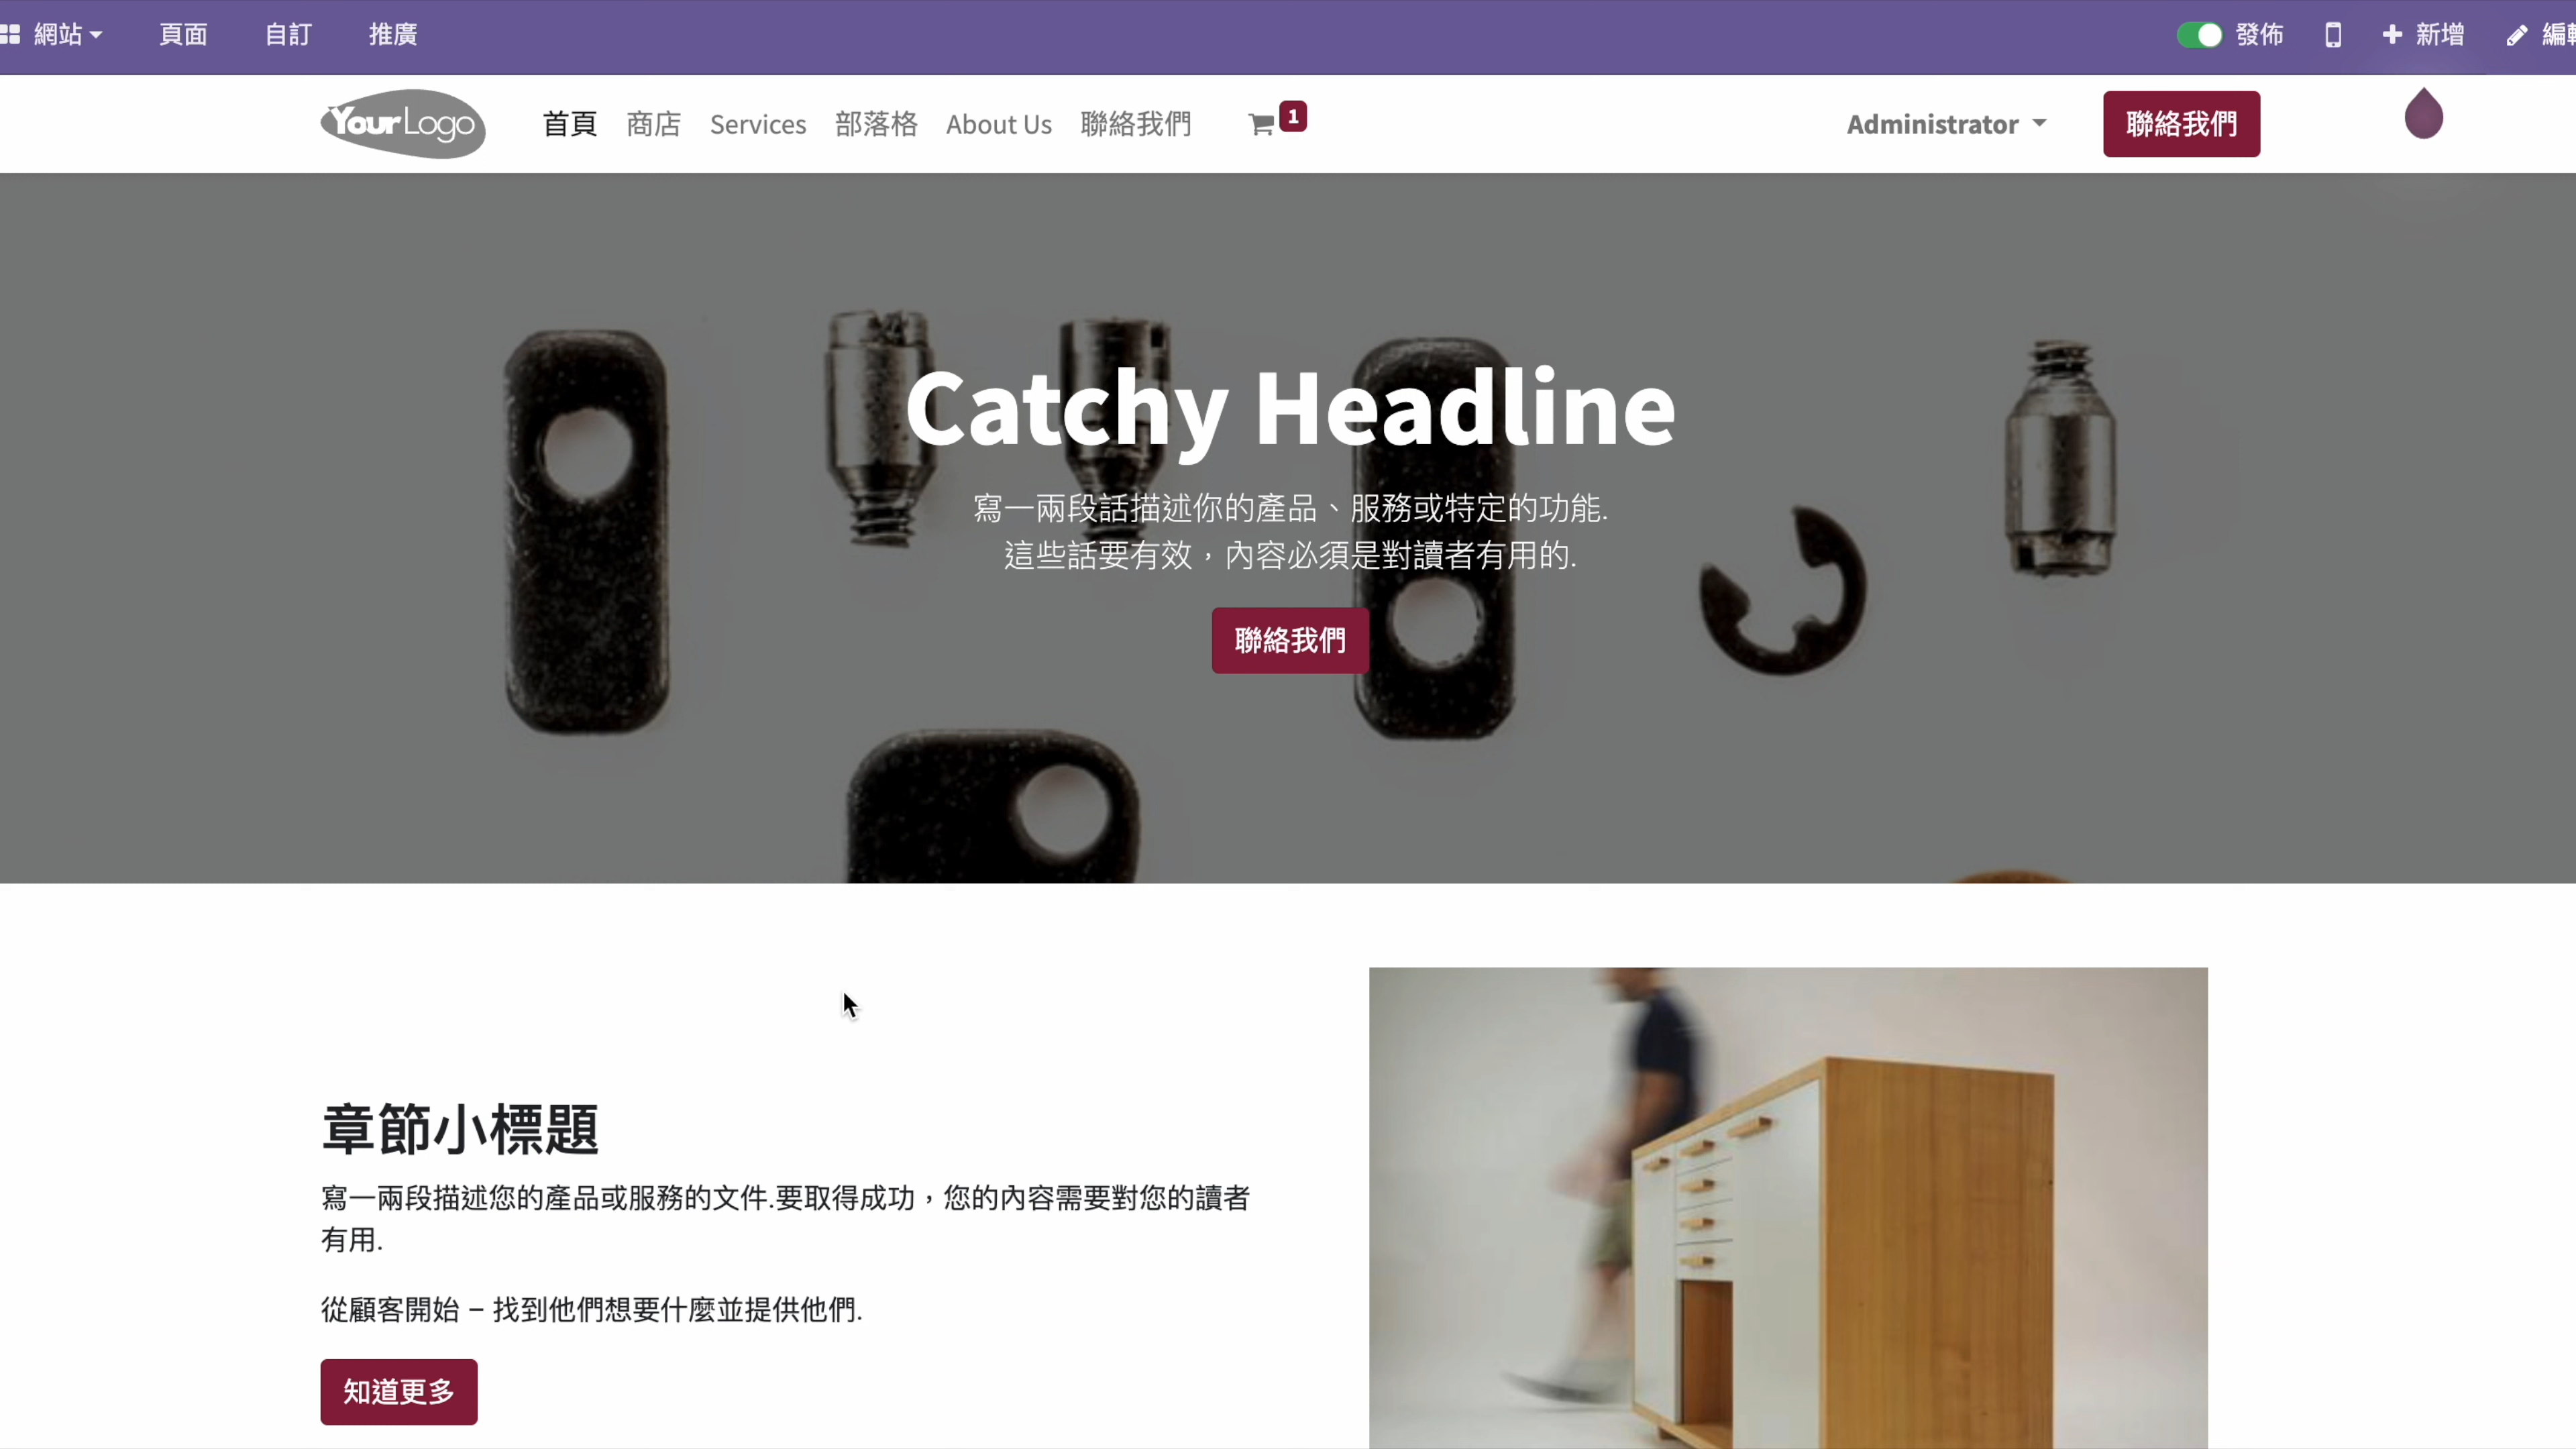 網站 頁面 自訂 推廣 發佈 新增
YourLogo 首頁 商店 Services 部落格 About Us 聯絡我們 1 Administrator 聯絡我們
Catchy Headline
寫一兩段話描述你的產品、服務或特定的功能.
這些話要有效，內容必須是對讀者有用的.
聯絡我們
章節小標題
寫一兩段描述您的產品或服務的文件.要取得成功，您的內容需要對您的讀者
有用.
從顧客開始 – 找到他們想要什麼並提供他們.
知道更多